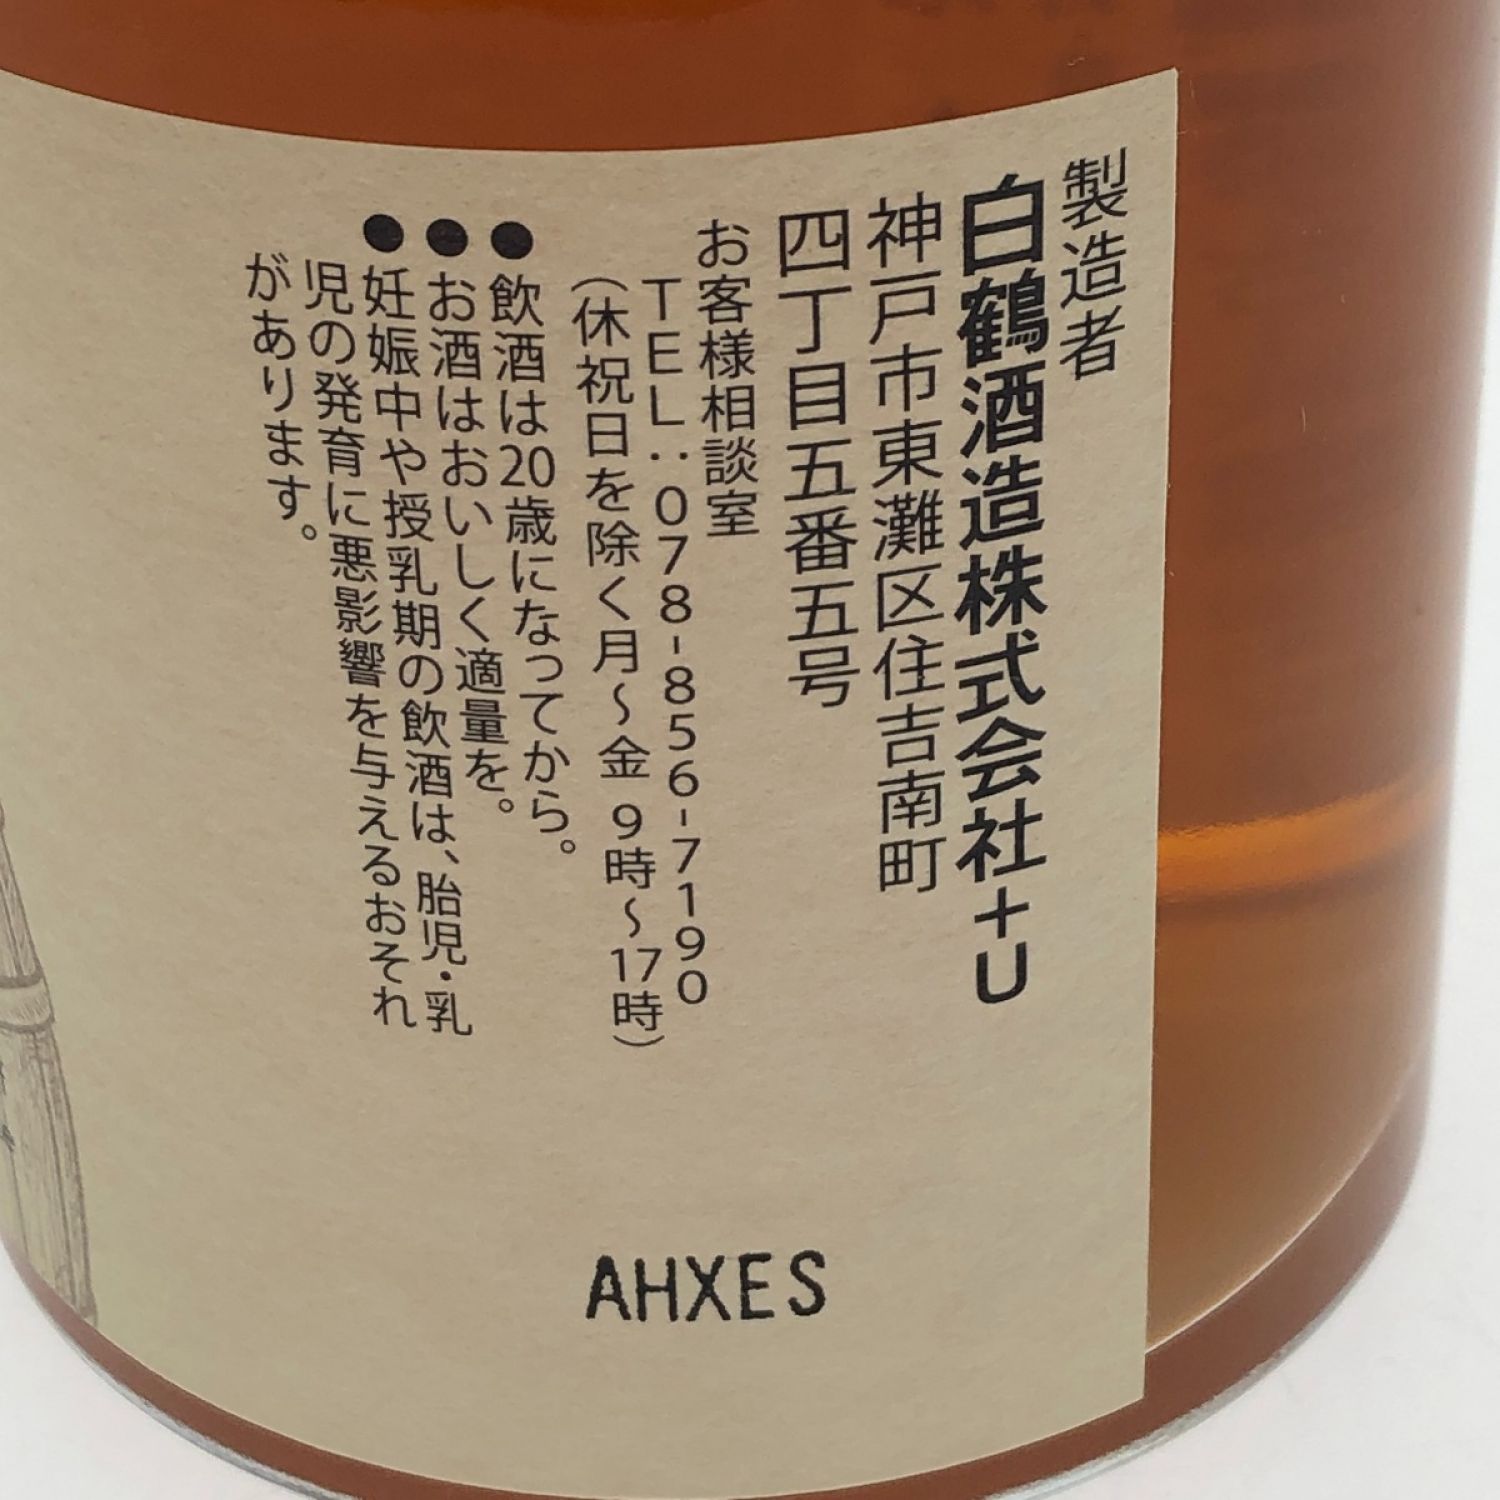 製造者
白鶴酒造株式会社+U
神戸市東灘区住吉南町
四丁目五番五号
お客様相談室
TEL:078-856-7190
(休祝日を除く月~金 9時~17時)
●飲酒は20歳になってから。
●お酒はおいしく適量を。
●妊娠中や授乳期の飲酒は、胎児・乳
児の発育に悪影響を与えるおそれ
があります。
AHXES